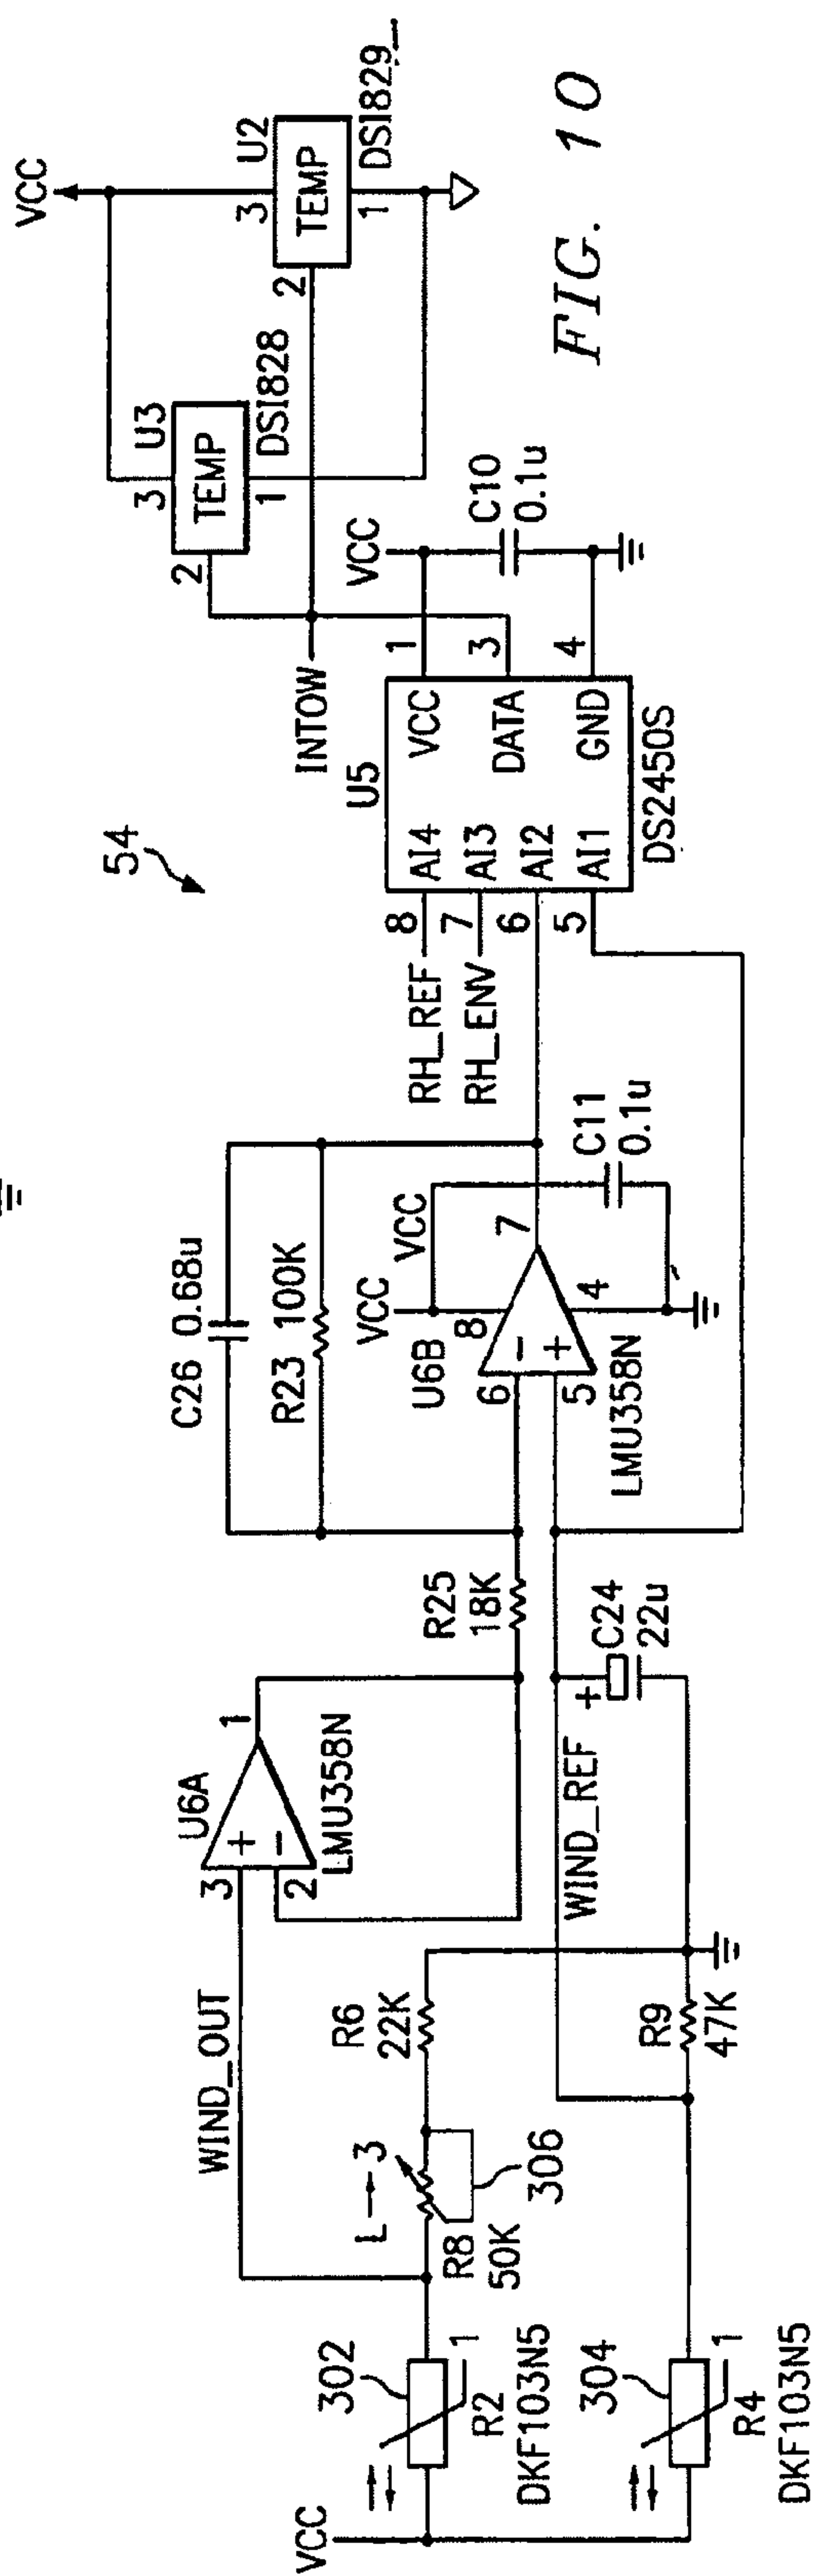 VCC
302
R2
1
DKF103N5
304
R4
1
DKF103N5
WIND_OUT
L
3
R8
50K
306
R6
22K
R9
47K
WIND_REF
+
C24
22u
U6A
3
+
2
-
1
LMU358N
R25
18K
C26 0.68u
R23 100K
VCC
VCC
U6B
8
6
-
5
+
7
4
LMU358N
C11
0.1u
54
RH_REF
RH_ENV
8
7
6
5
U5
AI4
AI3
AI2
AI1
VCC
DATA
GND
DS2450S
1
3
4
INTOW
VCC
C10
0.1u
VCC
U3
3
TEMP
2
1
DSI828
U2
3
TEMP
2
1
DSI829_
FIG. 10